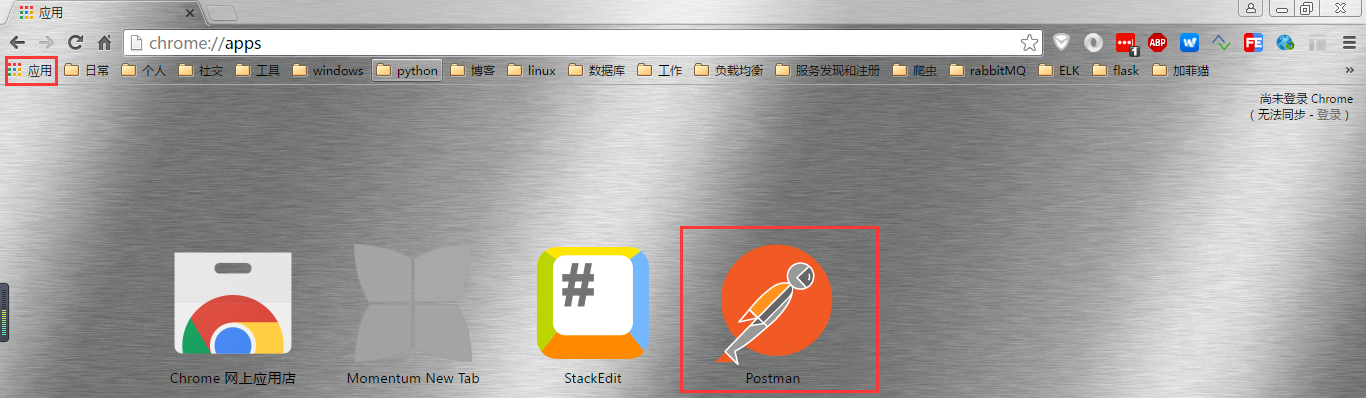 应用
chrome://apps
1 ABP W FE
应用 日常 个人 社交 工具 windows python 博客 linux 数据库 工作 负载均衡 服务发现和注册 爬虫 rabbitMQ ELK flask 加菲猫 »
尚未登录 Chrome
(无法同步 - 登录)
#
Chrome 网上应用店 Momentum New Tab StackEdit Postman